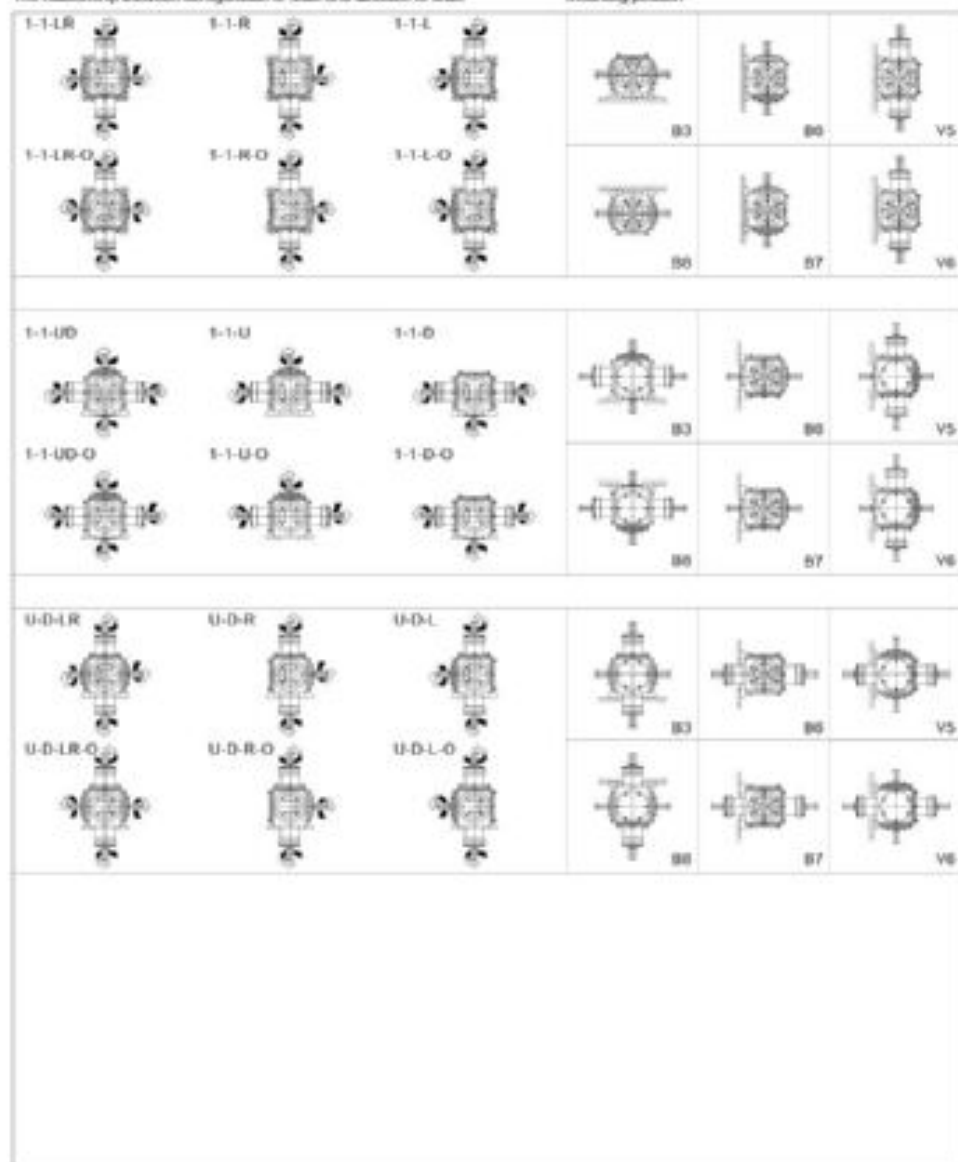 1-1-LR 1-1-R 1-1-L
B3 B6 V5
1-1-LR-O 1-1-R-O 1-1-L-O
B8 B7 V6
1-1-UD 1-1-U 1-1-D
B3 B6 V5
1-1-UD-O 1-1-U-O 1-1-D-O
B8 B7 V6
U-D-LR U-D-R U-D-L
B3 B6 V5
U-D-LR-O U-D-R-O U-D-L-O
B8 B7 V6